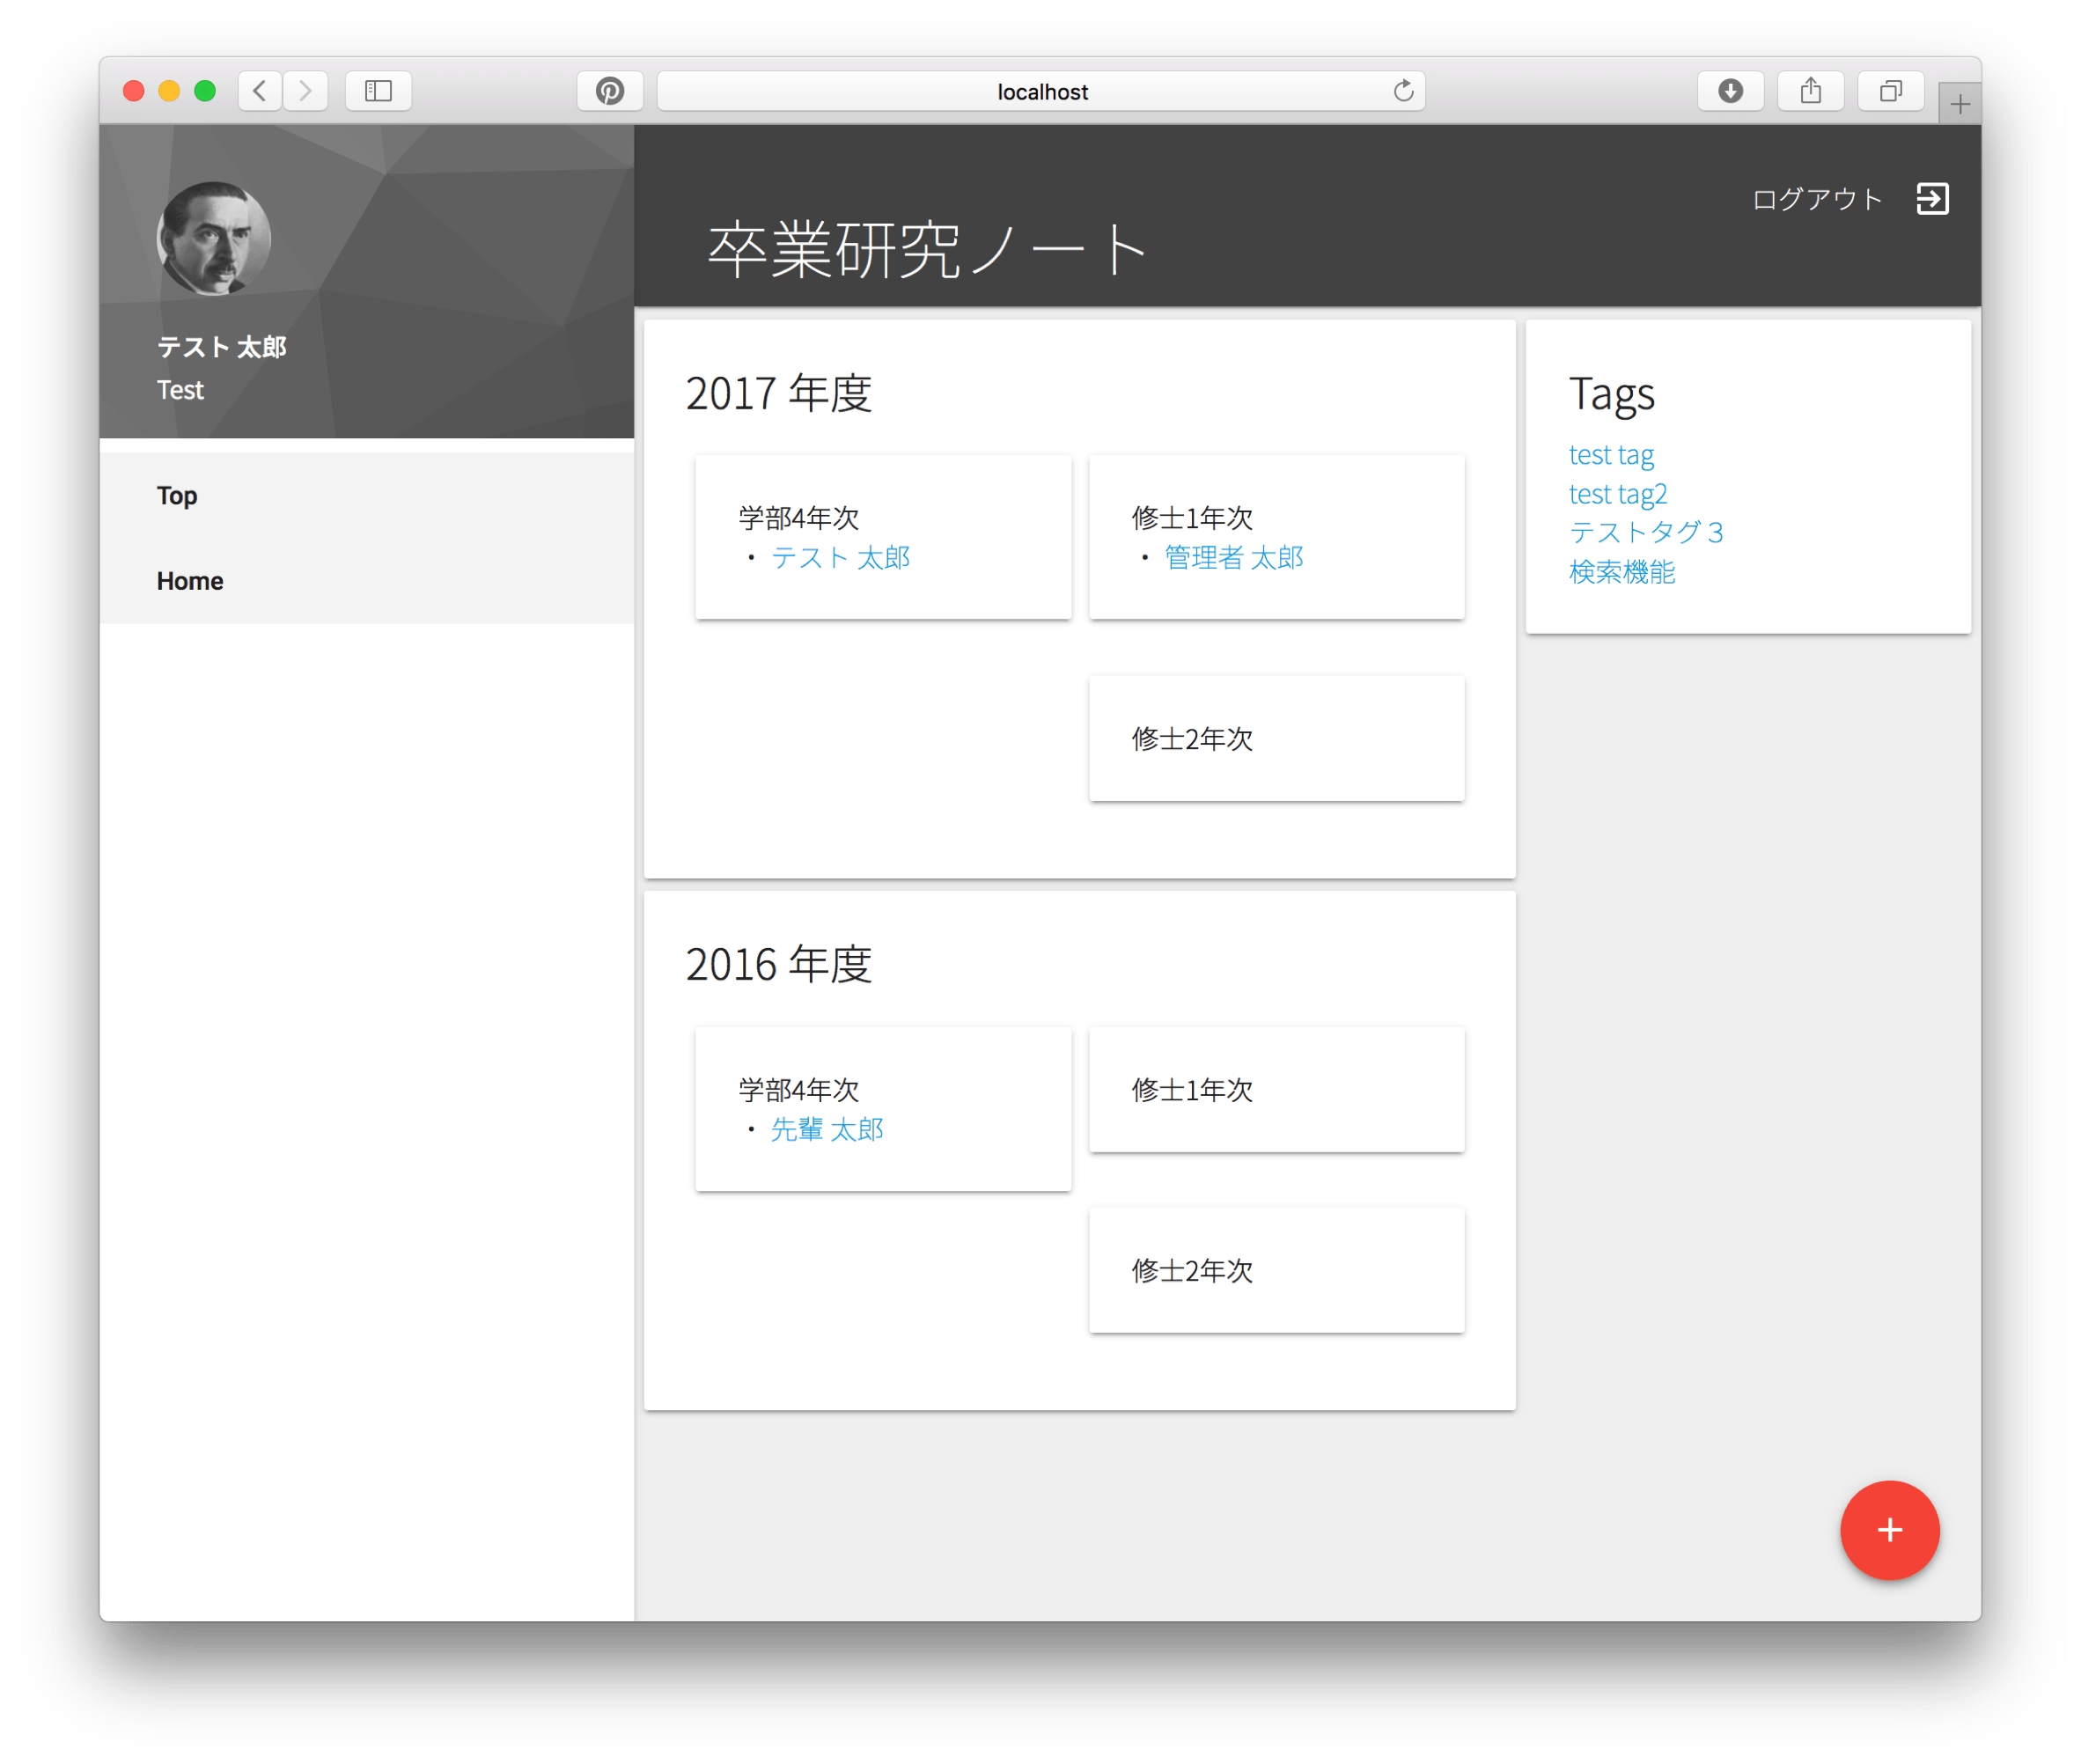 localhost
テスト 太郎
Test
Top
Home
ログアウト
卒業研究ノート
2017 年度
学部4年次
・ テスト 太郎
修士1年次
・ 管理者 太郎
修士2年次
2016 年度
学部4年次
・ 先輩 太郎
修士1年次
修士2年次
Tags
test tag
test tag2
テストタグ３
検索機能